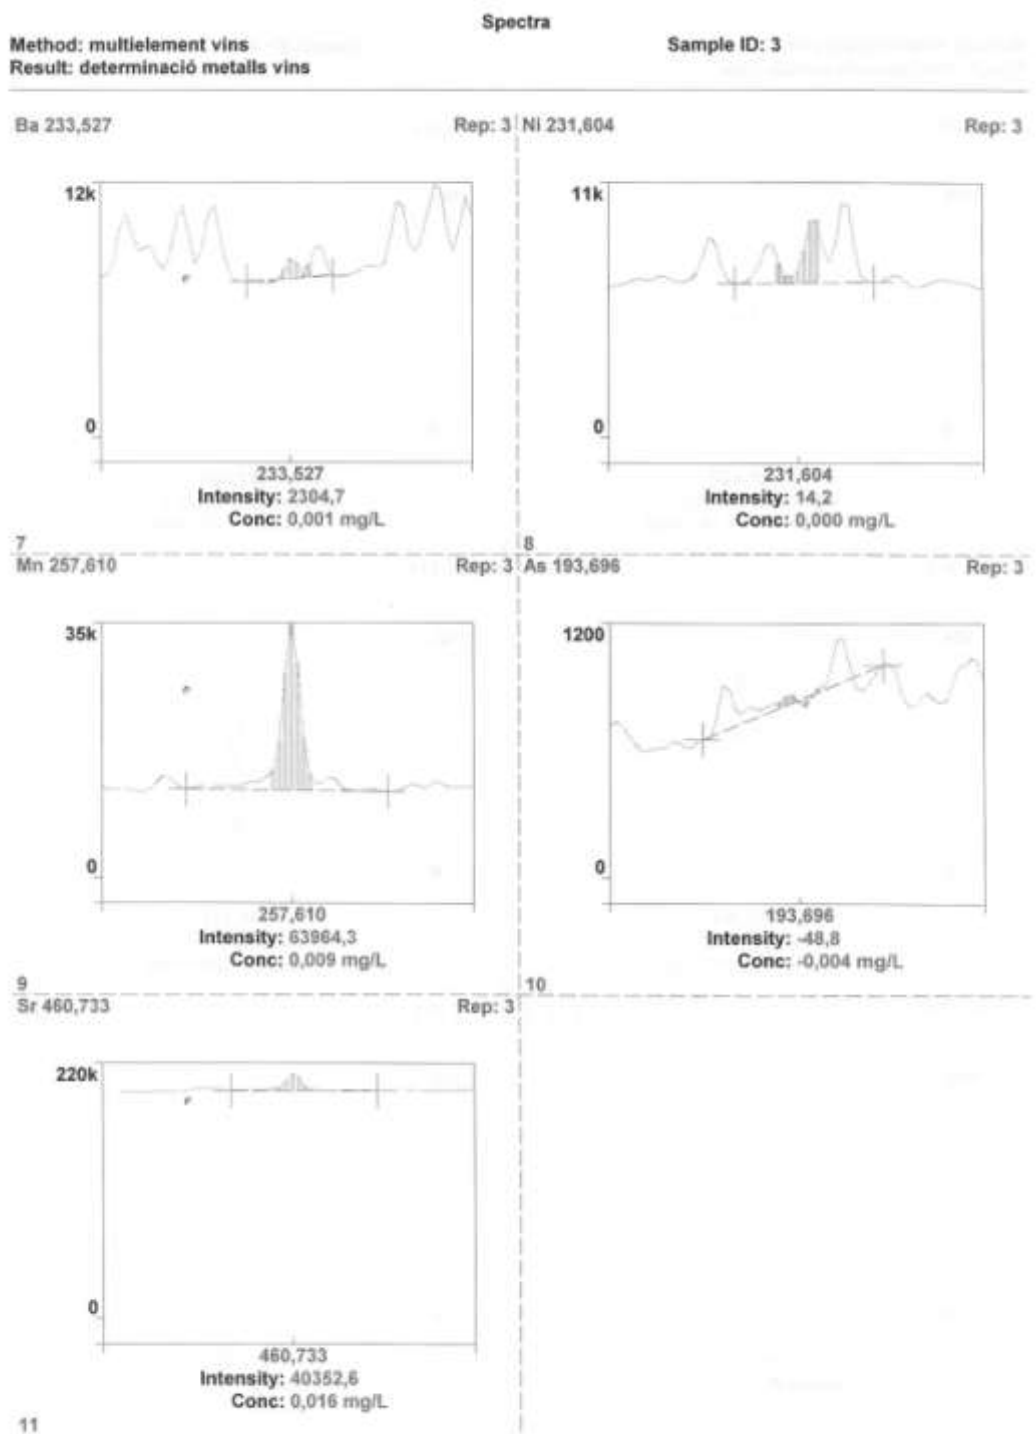 Spectra
Method: multielement vins
Sample ID: 3
Result: determinació metalls vins
Ba 233,527
Rep: 3
Ni 231,604
Rep: 3
12k
0
233,527
Intensity: 2304,7
Conc: 0,001 mg/L
11k
0
231,604
Intensity: 14,2
Conc: 0,000 mg/L
7
8
Mn 257,610
Rep: 3
As 193,696
Rep: 3
35k
0
257,610
Intensity: 63964,3
Conc: 0,009 mg/L
1200
0
193,696
Intensity: -48,8
Conc: -0,004 mg/L
9
10
Sr 460,733
Rep: 3
220k
0
460,733
Intensity: 40352,6
Conc: 0,016 mg/L
11